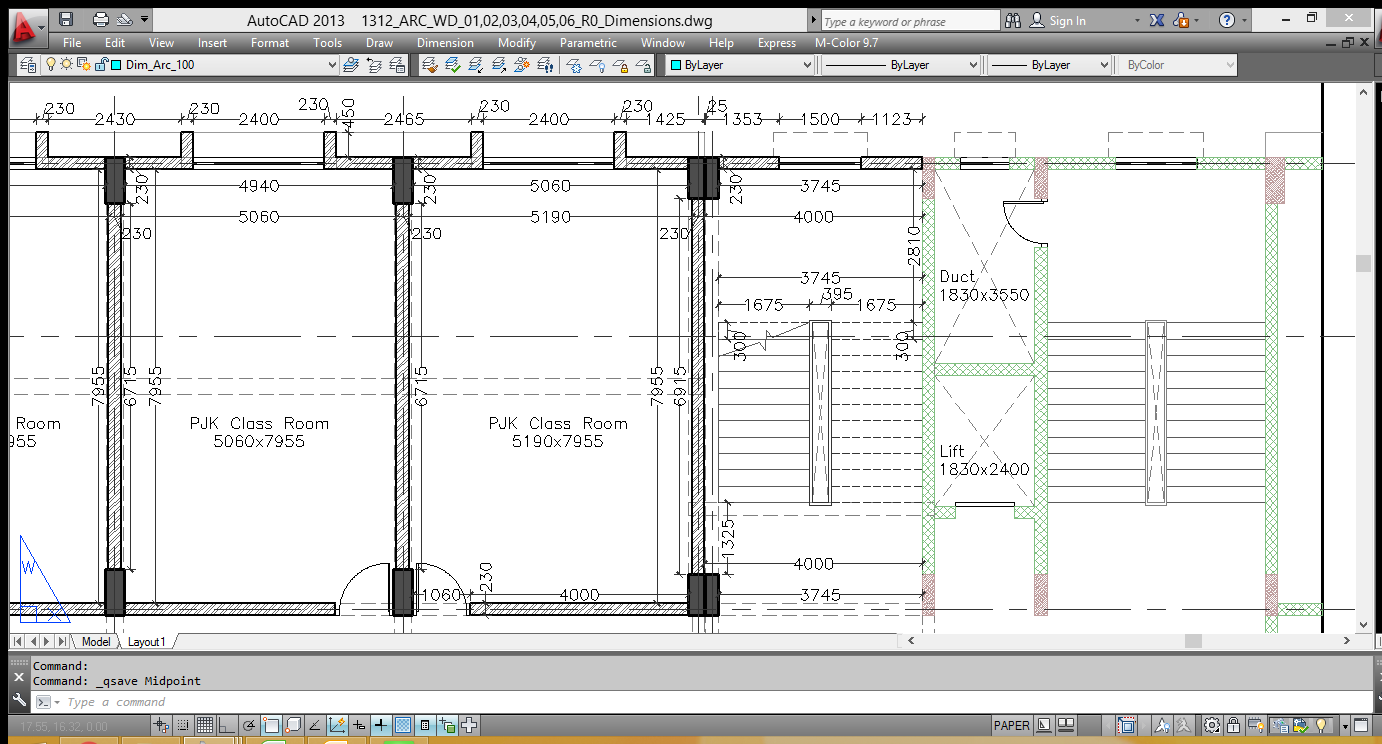 AutoCAD 2013 1312_ARC_WD_01,02,03,04,05,06_R0_Dimensions.dwg
Type a keyword or phrase
Sign In
File Edit View Insert Format Tools Draw Dimension Modify Parametric Window Help Express M-Color 9.7
Dim_Arc_100 ByLayer ByLayer ByLayer ByColor
230 230 230 450 230 230 25
2430 2400 2465 2400 1425 1353 1500 1123
230 4940 230 5060 230 3745
5060 5190 4000
230 230 230 2810
Duct
1830x3550
3745
395
1675 1675
300 300
7955 6715 7955 6715 7955 6915
Room PJK Class Room PJK Class Room
955 5060x7955 5190x7955
Lift
1830x2400
1325
4000
230
1060 4000 3745
W
X
Model Layout1
Command:
Command: _qsave Midpoint
Type a command
17.55, 16.32, 0.00
PAPER